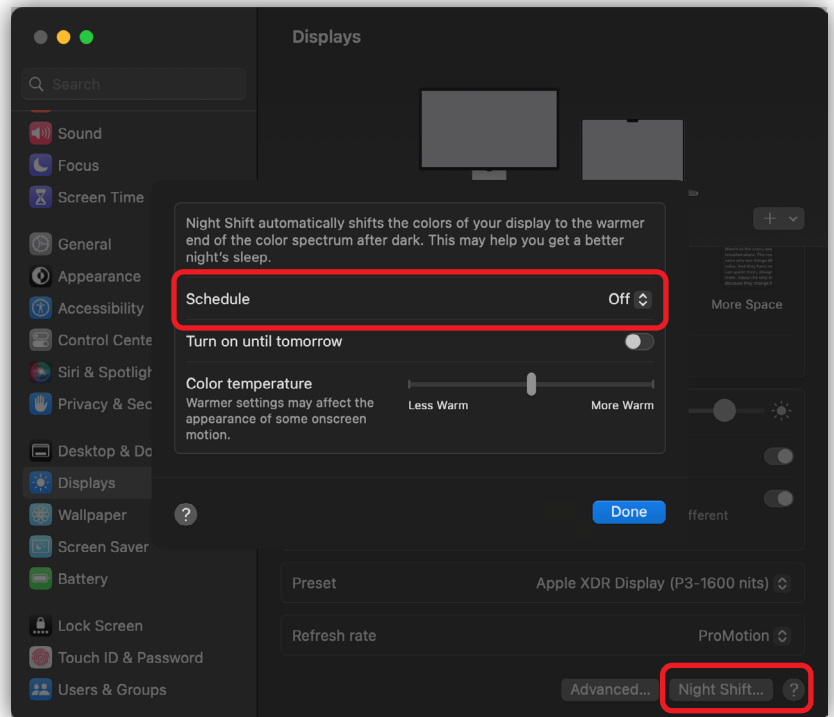 Displays
Search
Sound
Focus
Screen Time
General
Appearance
Accessibility
Control Cente
Siri & Spotligh
Privacy & Sec
Desktop & Do
Displays
Wallpaper
Screen Saver
Battery
Lock Screen
Touch ID & Password
Users & Groups
Night Shift automatically shifts the colors of your display to the warmer
end of the color spectrum after dark. This may help you get a better
night's sleep.
Schedule Off
Turn on until tomorrow
Color temperature
Warmer settings may affect the
appearance of some onscreen
motion.
Less Warm More Warm
? Done
More Space
fferent
Preset Apple XDR Display (P3-1600 nits)
Refresh rate ProMotion
Advanced... Night Shift... ?